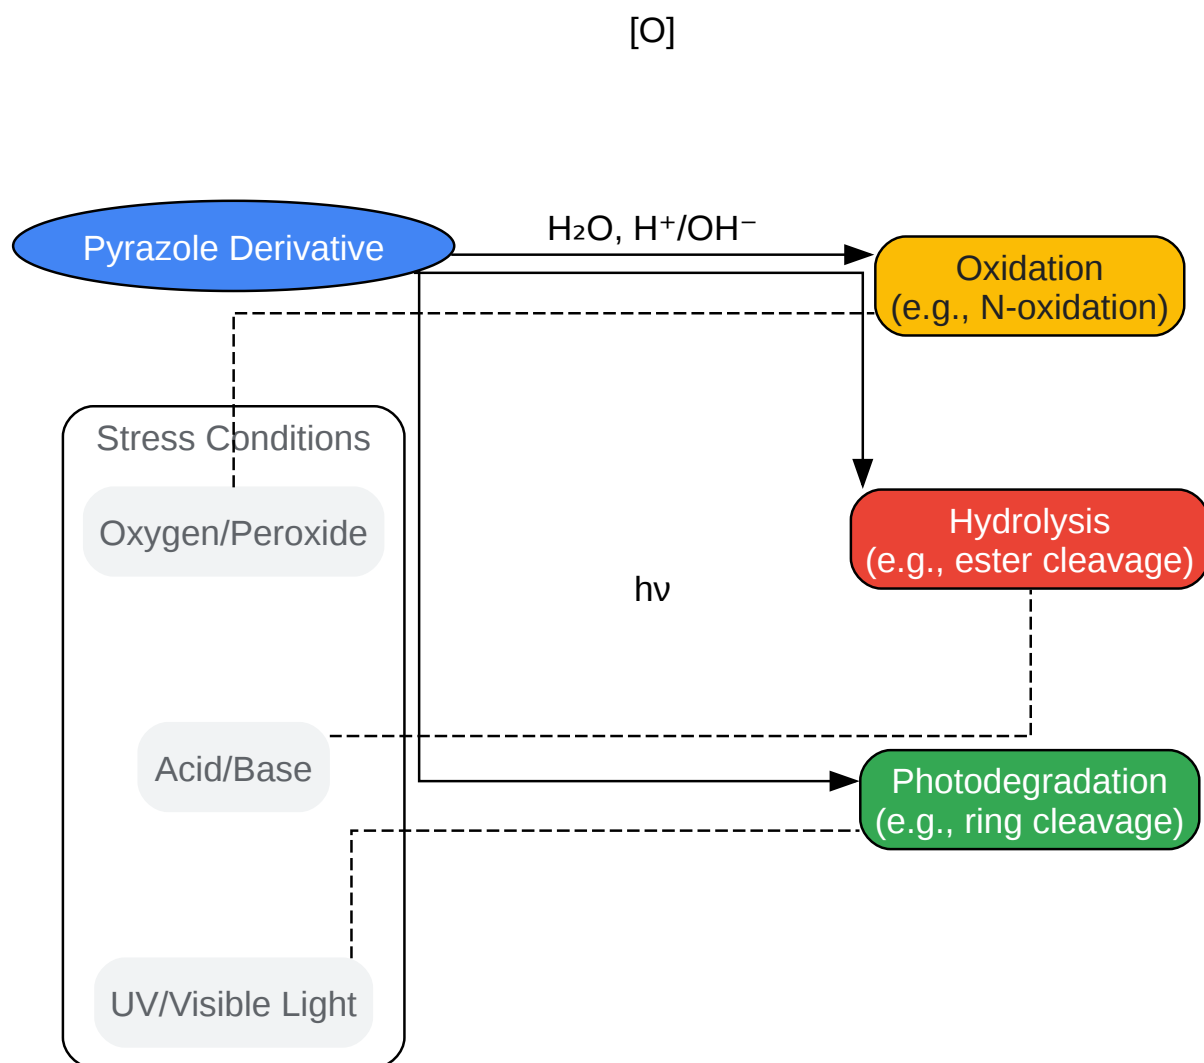 [O]
H₂O, H⁺/OH⁻
Pyrazole Derivative
Oxidation
(e.g., N-oxidation)
Stress Conditions
Oxygen/Peroxide
Hydrolysis
(e.g., ester cleavage)
hν
Acid/Base
Photodegradation
(e.g., ring cleavage)
UV/Visible Light